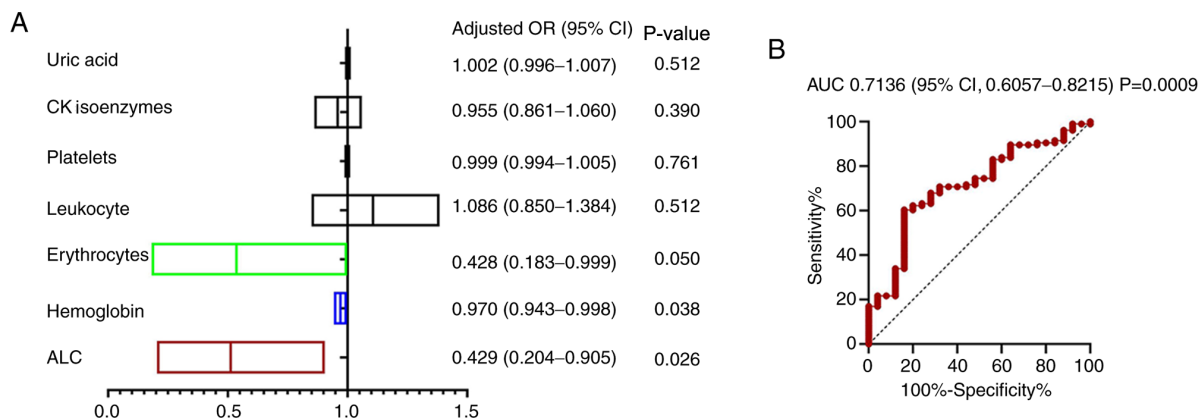 A
Adjusted OR (95% CI) P-value
Uric acid 1.002 (0.996–1.007) 0.512
CK isoenzymes 0.955 (0.861–1.060) 0.390
Platelets 0.999 (0.994–1.005) 0.761
Leukocyte 1.086 (0.850–1.384) 0.512
Erythrocytes 0.428 (0.183–0.999) 0.050
Hemoglobin 0.970 (0.943–0.998) 0.038
ALC 0.429 (0.204–0.905) 0.026
0.0 0.5 1.0 1.5
B
AUC 0.7136 (95% CI, 0.6057–0.8215) P=0.0009
Sensitivity%
100
80
60
40
20
0
0 20 40 60 80 100
100%-Specificity%